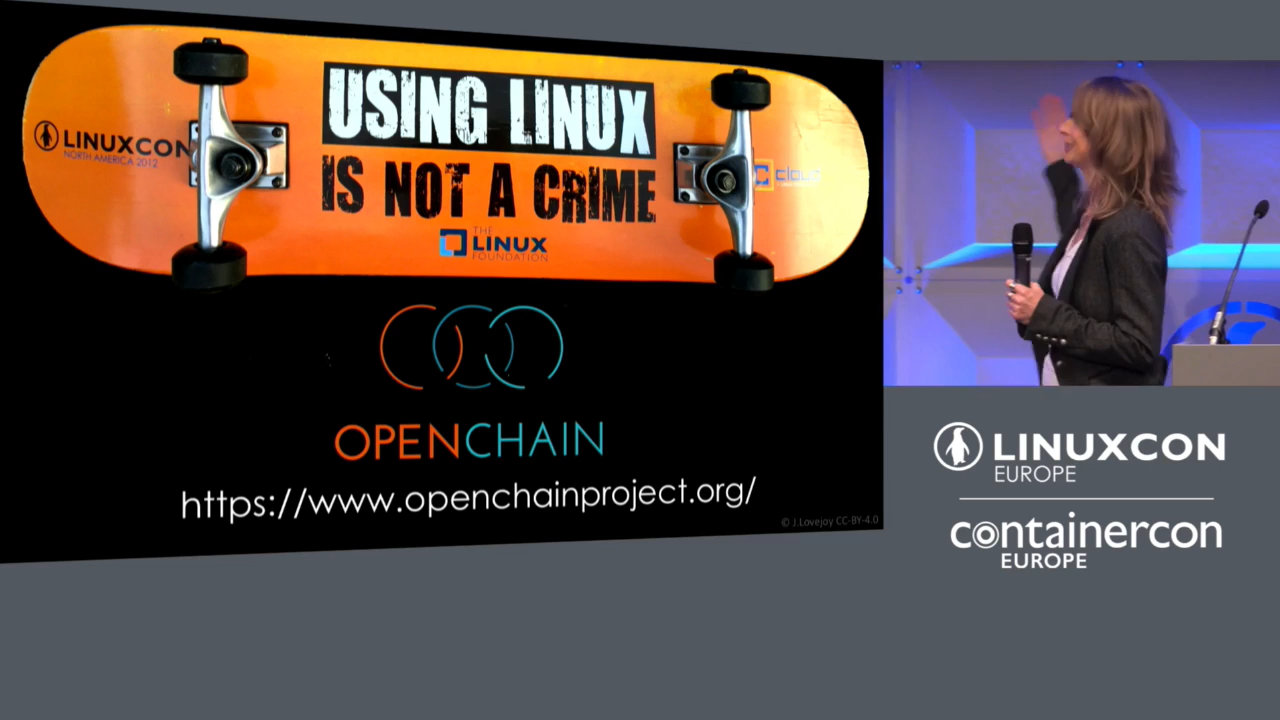 LINUXCON
NORTH AMERICA 2012
USING LINUX
IS NOT A CRIME
THE
LINUX
FOUNDATION
OPENCHAIN
https://www.openchainproject.org/
© J.Lovejoy CC-BY-4.0
LINUXCON
EUROPE
containercon
EUROPE